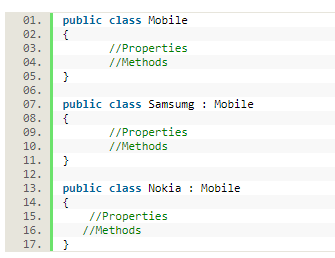 01. public class Mobile
02. {
03.        //Properties
04.        //Methods
05. }
06.
07. public class Samsumg : Mobile
08. {
09.        //Properties
10.        //Methods
11. }
12.
13. public class Nokia : Mobile
14. {
15.     //Properties
16.    //Methods
17. }